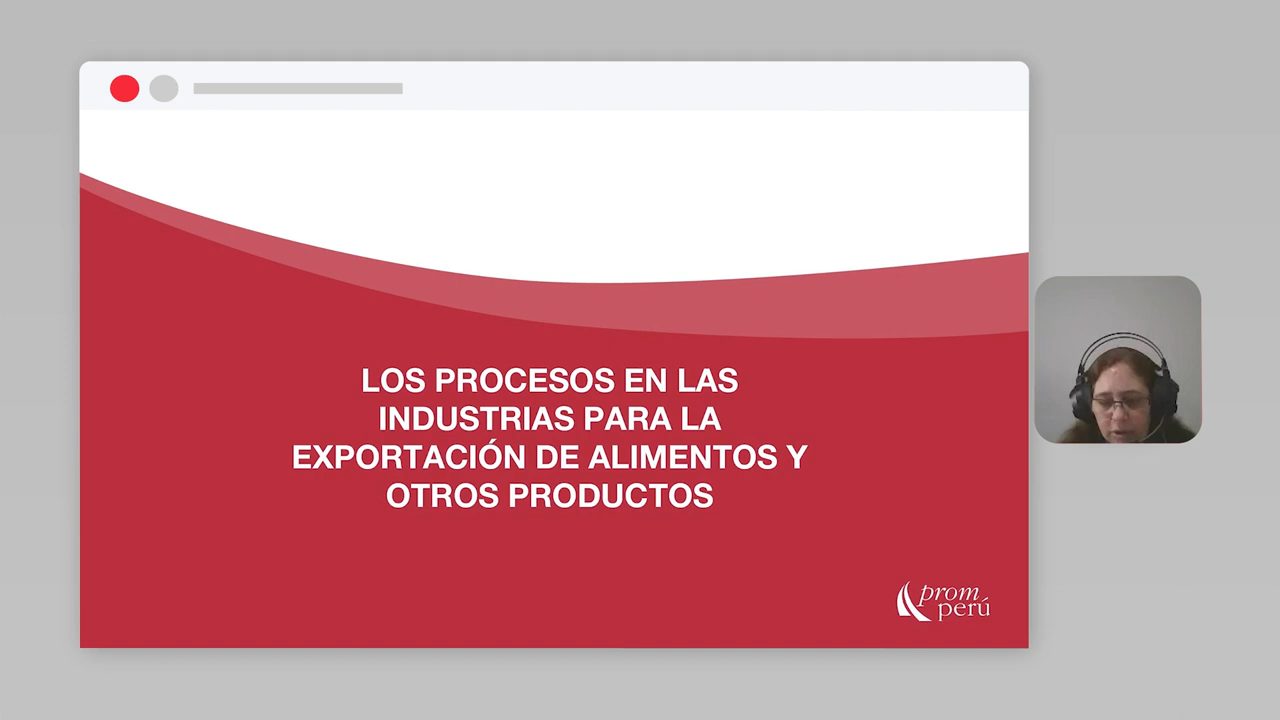 LOS PROCESOS EN LAS
INDUSTRIAS PARA LA
EXPORTACIÓN DE ALIMENTOS Y
OTROS PRODUCTOS
prom
perú